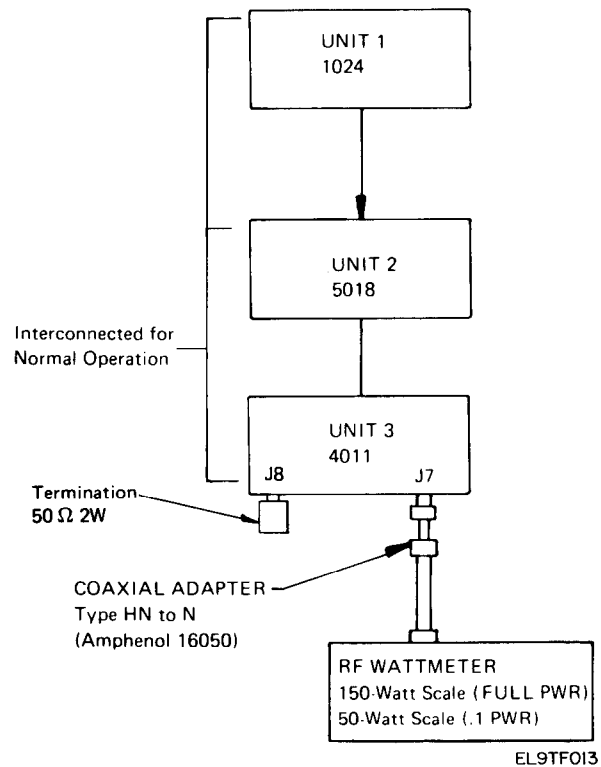 UNIT 1
1024
UNIT 2
5018
Interconnected for
Normal Operation
UNIT 3
4011
J8
J7
Termination
50 Ω 2W
COAXIAL ADAPTER
Type HN to N
(Amphenol 16050)
RF WATTMETER
150-Watt Scale (FULL PWR)
50-Watt Scale (.1 PWR)
EL9TF013